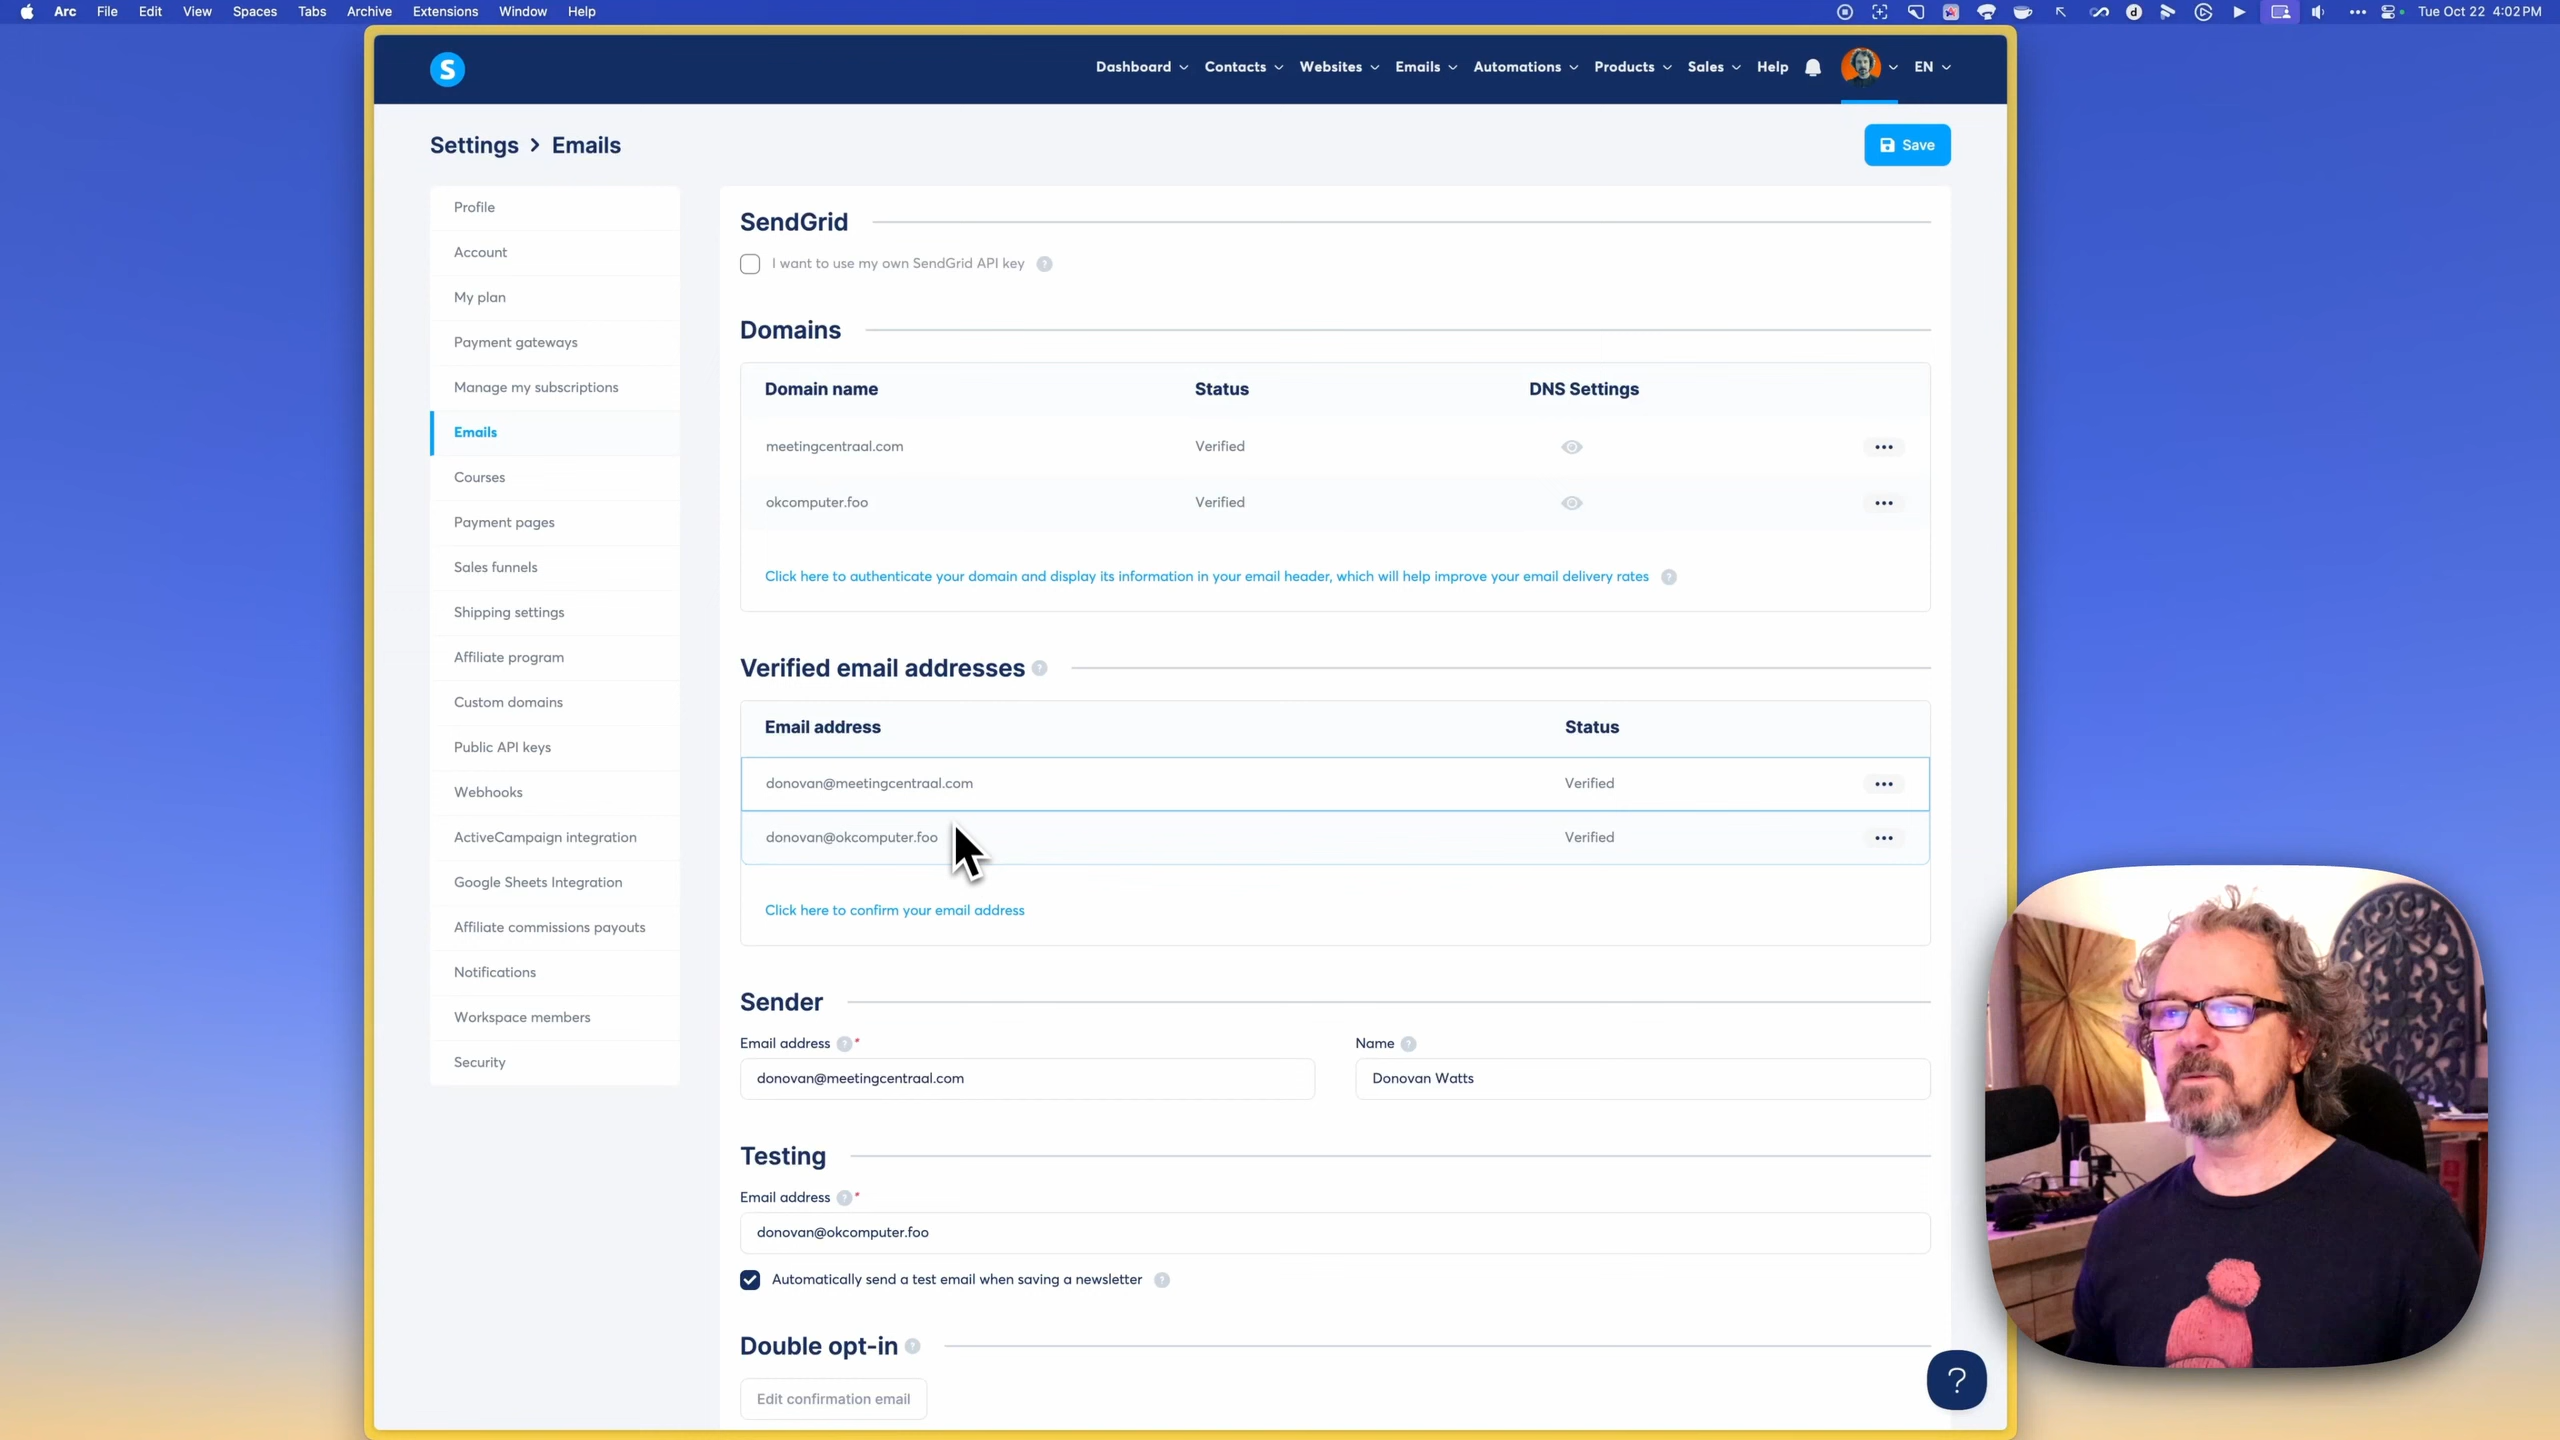 Arc File Edit View Spaces Tabs Archive Extensions Window Help
Tue Oct 22 4:02 PM
S
Dashboard Contacts Websites Emails Automations Products Sales Help EN
Settings > Emails
Save
Profile
Account
My plan
Payment gateways
Manage my subscriptions
Emails
Courses
Payment pages
Sales funnels
Shipping settings
Affiliate program
Custom domains
Public API keys
Webhooks
ActiveCampaign integration
Google Sheets Integration
Affiliate commissions payouts
Notifications
Workspace members
Security
SendGrid
I want to use my own SendGrid API key ?
Domains
Domain name Status DNS Settings
meetingcentraal.com Verified
okcomputer.foo Verified
Click here to authenticate your domain and display its information in your email header, which will help improve your email delivery rates ?
Verified email addresses ?
Email address Status
donovan@meetingcentraal.com Verified
donovan@okcomputer.foo Verified
Click here to confirm your email address
Sender
Email address ? * Name ?
donovan@meetingcentraal.com Donovan Watts
Testing
Email address ? *
donovan@okcomputer.foo
Automatically send a test email when saving a newsletter ?
Double opt-in ?
Edit confirmation email
?